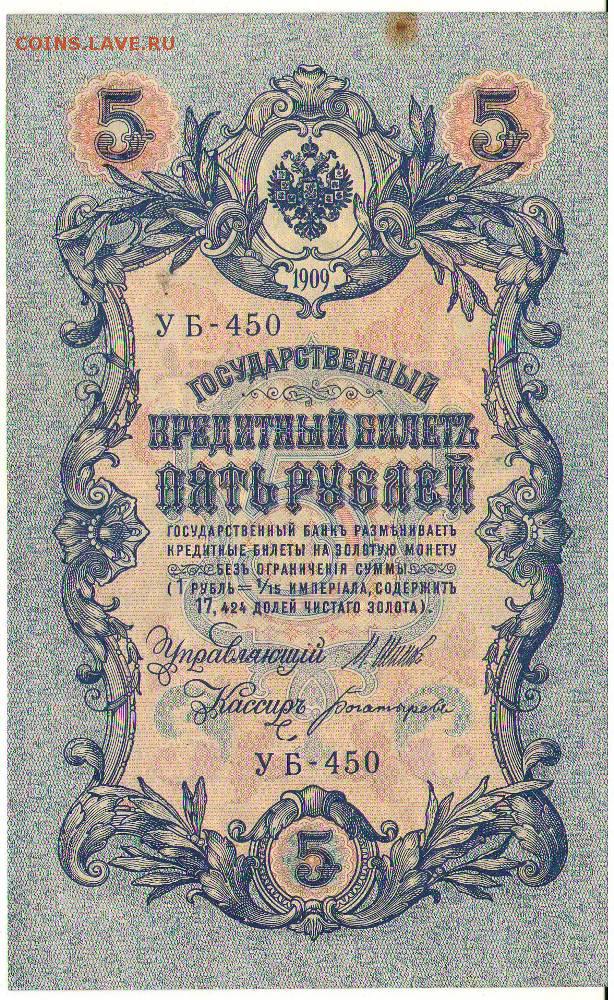 COINS.LAVE.RU
5 5
1909
УБ-450
ГОСУДАРСТВЕННЫЙ
КРЕДИТНЫЙ БИЛЕТЪ
ПЯТЬ РУБЛЕЙ
ГОСУДАРСТВЕННЫЙ БАНКЪ РАЗМѢНИВАЕТЪ
КРЕДИТНЫЕ БИЛЕТЫ НА ЗОЛОТУЮ МОНЕТУ
БЕЗЪ ОГРАНИЧЕНІЯ СУММЫ
(1 РУБЛЬ = 1/15 ИМПЕРІАЛА, СОДЕРЖИТЪ
17,424 ДОЛЕЙ ЧИСТАГО ЗОЛОТА).
Управляющій И Шипов
Кассиръ Богатырев
УБ-450
5